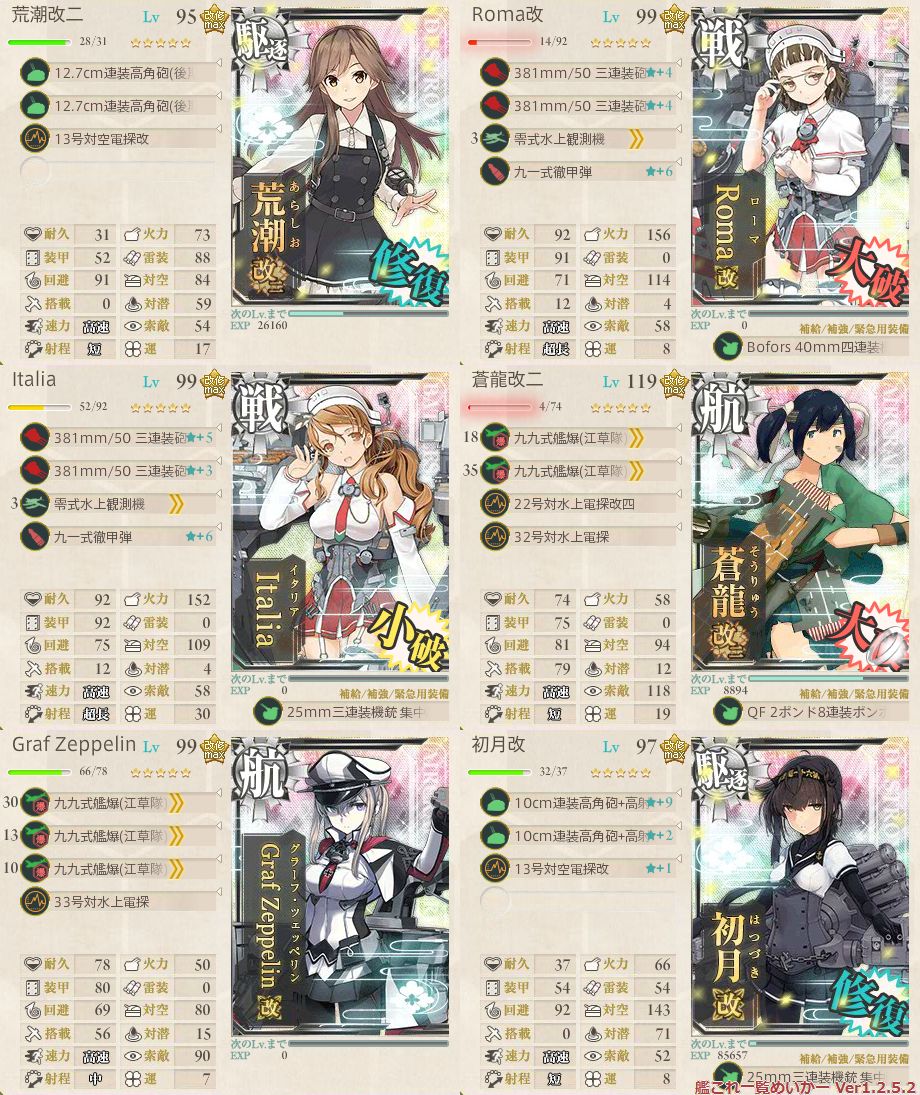 荒潮改二 Lv 95 改修max
28/31
12.7cm連装高角砲(後期
12.7cm連装高角砲(後期
13号対空電探改
耐久 31 火力 73
装甲 52 雷装 88
回避 91 対空 84
搭載 0 対潜 59
速力 高速 索敵 54
射程 短 運 17
駆逐
荒潮 改二
あらしお
修復
次のLv.まで
EXP 26160
Roma改 Lv 99 改修max
14/92
381mm/50 三連装砲 ★+4
381mm/50 三連装砲 ★+4
3 零式水上観測機
九一式徹甲弾 ★+6
耐久 92 火力 156
装甲 91 雷装 0
回避 71 対空 114
搭載 12 対潜 4
速力 高速 索敵 58
射程 超長 運 8
戦
Roma 改
ローマ
大破
次のLv.まで
EXP 0
補給/補強/緊急用装備
Bofors 40mm四連装機
Italia Lv 99 改修max
52/92
381mm/50 三連装砲 ★+5
381mm/50 三連装砲 ★+3
3 零式水上観測機
九一式徹甲弾 ★+6
耐久 92 火力 152
装甲 92 雷装 0
回避 75 対空 109
搭載 12 対潜 4
速力 高速 索敵 58
射程 超長 運 30
戦
Italia
イタリア
小破
次のLv.まで
EXP 0
補給/補強/緊急用装備
25mm三連装機銃 集中
蒼龍改二 Lv 119 改修max
4/74
18 九九式艦爆(江草隊)
35 九九式艦爆(江草隊)
22号対水上電探改四
32号対水上電探
耐久 74 火力 58
装甲 75 雷装 0
回避 81 対空 94
搭載 79 対潜 12
速力 高速 索敵 118
射程 短 運 19
航
蒼龍 改二
そうりゅう
大
次のLv.まで
EXP 8894
補給/補強/緊急用装備
QF 2ポンド8連装ポンポ
Graf Zeppelin Lv 99 改修max
66/78
30 九九式艦爆(江草隊)
13 九九式艦爆(江草隊)
10 九九式艦爆(江草隊)
33号対水上電探
耐久 78 火力 50
装甲 80 雷装 0
回避 69 対空 80
搭載 56 対潜 15
速力 高速 索敵 90
射程 中 運 7
航
Graf Zeppelin 改
グラーフ・ツェッペリン
次のLv.まで
EXP 0
初月改 Lv 97 改修max
32/37
10cm連装高角砲+高射 ★+9
10cm連装高角砲+高射 ★+2
13号対空電探改 ★+1
耐久 37 火力 66
装甲 54 雷装 54
回避 92 対空 143
搭載 0 対潜 71
速力 高速 索敵 52
射程 短 運 8
駆逐
初月 改
はつづき
修復
次のLv.まで
EXP 85657
補給/補強/緊急用装備
25mm三連装機銃 集中
艦これ一覧めいかー Ver1.2.5.2